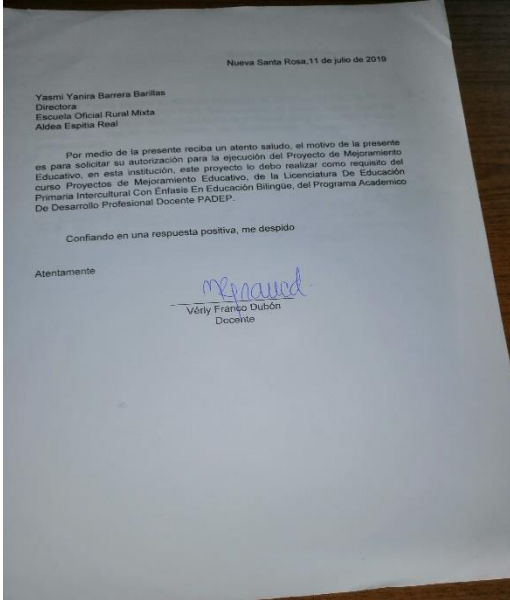 Nueva Santa Rosa,11 de julio de 2019
Yasmi Yanira Barrera Barillas
Directora
Escuela Oficial Rural Mixta
Aldea Espitia Real
Por medio de la presente reciba un atento saludo, el motivo de la presente
es para solicitar su autorización para la ejecución del Proyecto de Mejoramiento
Educativo, en esta institución, este proyecto lo debo realizar como requisito del
curso Proyectos de Mejoramiento Educativo, de la Licenciatura De Educación
Primaria Intercultural Con Énfasis En Educación Bilingüe, del Programa Academico
De Desarrollo Profesional Docente PADEP.
Confiando en una respuesta positiva, me despido
Atentamente
Vérly Franco Dubón
Docente